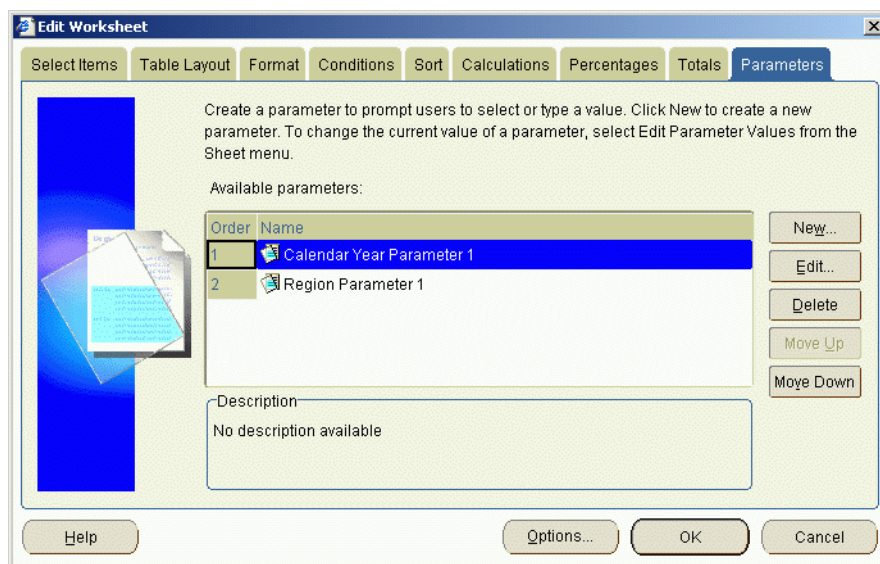 Edit Worksheet
Select Items Table Layout Format Conditions Sort Calculations Percentages Totals Parameters
Create a parameter to prompt users to select or type a value. Click New to create a new
parameter. To change the current value of a parameter, select Edit Parameter Values from the
Sheet menu.
Available parameters:
Order Name
1 Calendar Year Parameter 1
2 Region Parameter 1
New...
Edit...
Delete
Move Up
Move Down
Description
No description available
Help Options... OK Cancel